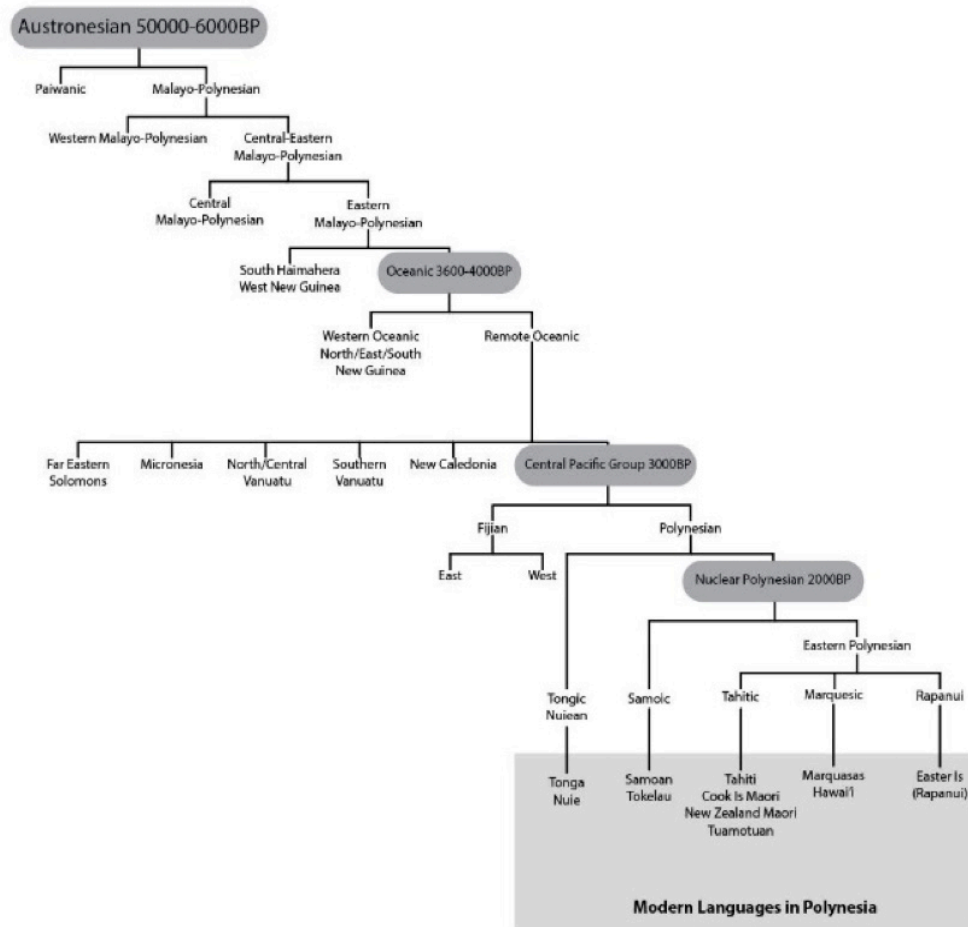 Austronesian 50000-6000BP
Paiwanic
Malayo-Polynesian
Western Malayo-Polynesian
Central-Eastern
Malayo-Polynesian
Central
Malayo-Polynesian
Eastern
Malayo-Polynesian
South Haimahera
West New Guinea
Oceanic 3600-4000BP
Western Oceanic
North/East/South
New Guinea
Remote Oceanic
Far Eastern
Solomons
Micronesia
North/Central
Vanuatu
Southern
Vanuatu
New Caledonia
Central Pacific Group 3000BP
Fijian
Polynesian
East
West
Nuclear Polynesian 2000BP
Eastern Polynesian
Tongic
Nuiean
Samoic
Tahitic
Marquesic
Rapanui
Tonga
Nuie
Samoan
Tokelau
Tahiti
Cook Is Maori
New Zealand Maori
Tuamotuan
Marquasas
Hawai'i
Easter Is
(Rapanui)
Modern Languages in Polynesia